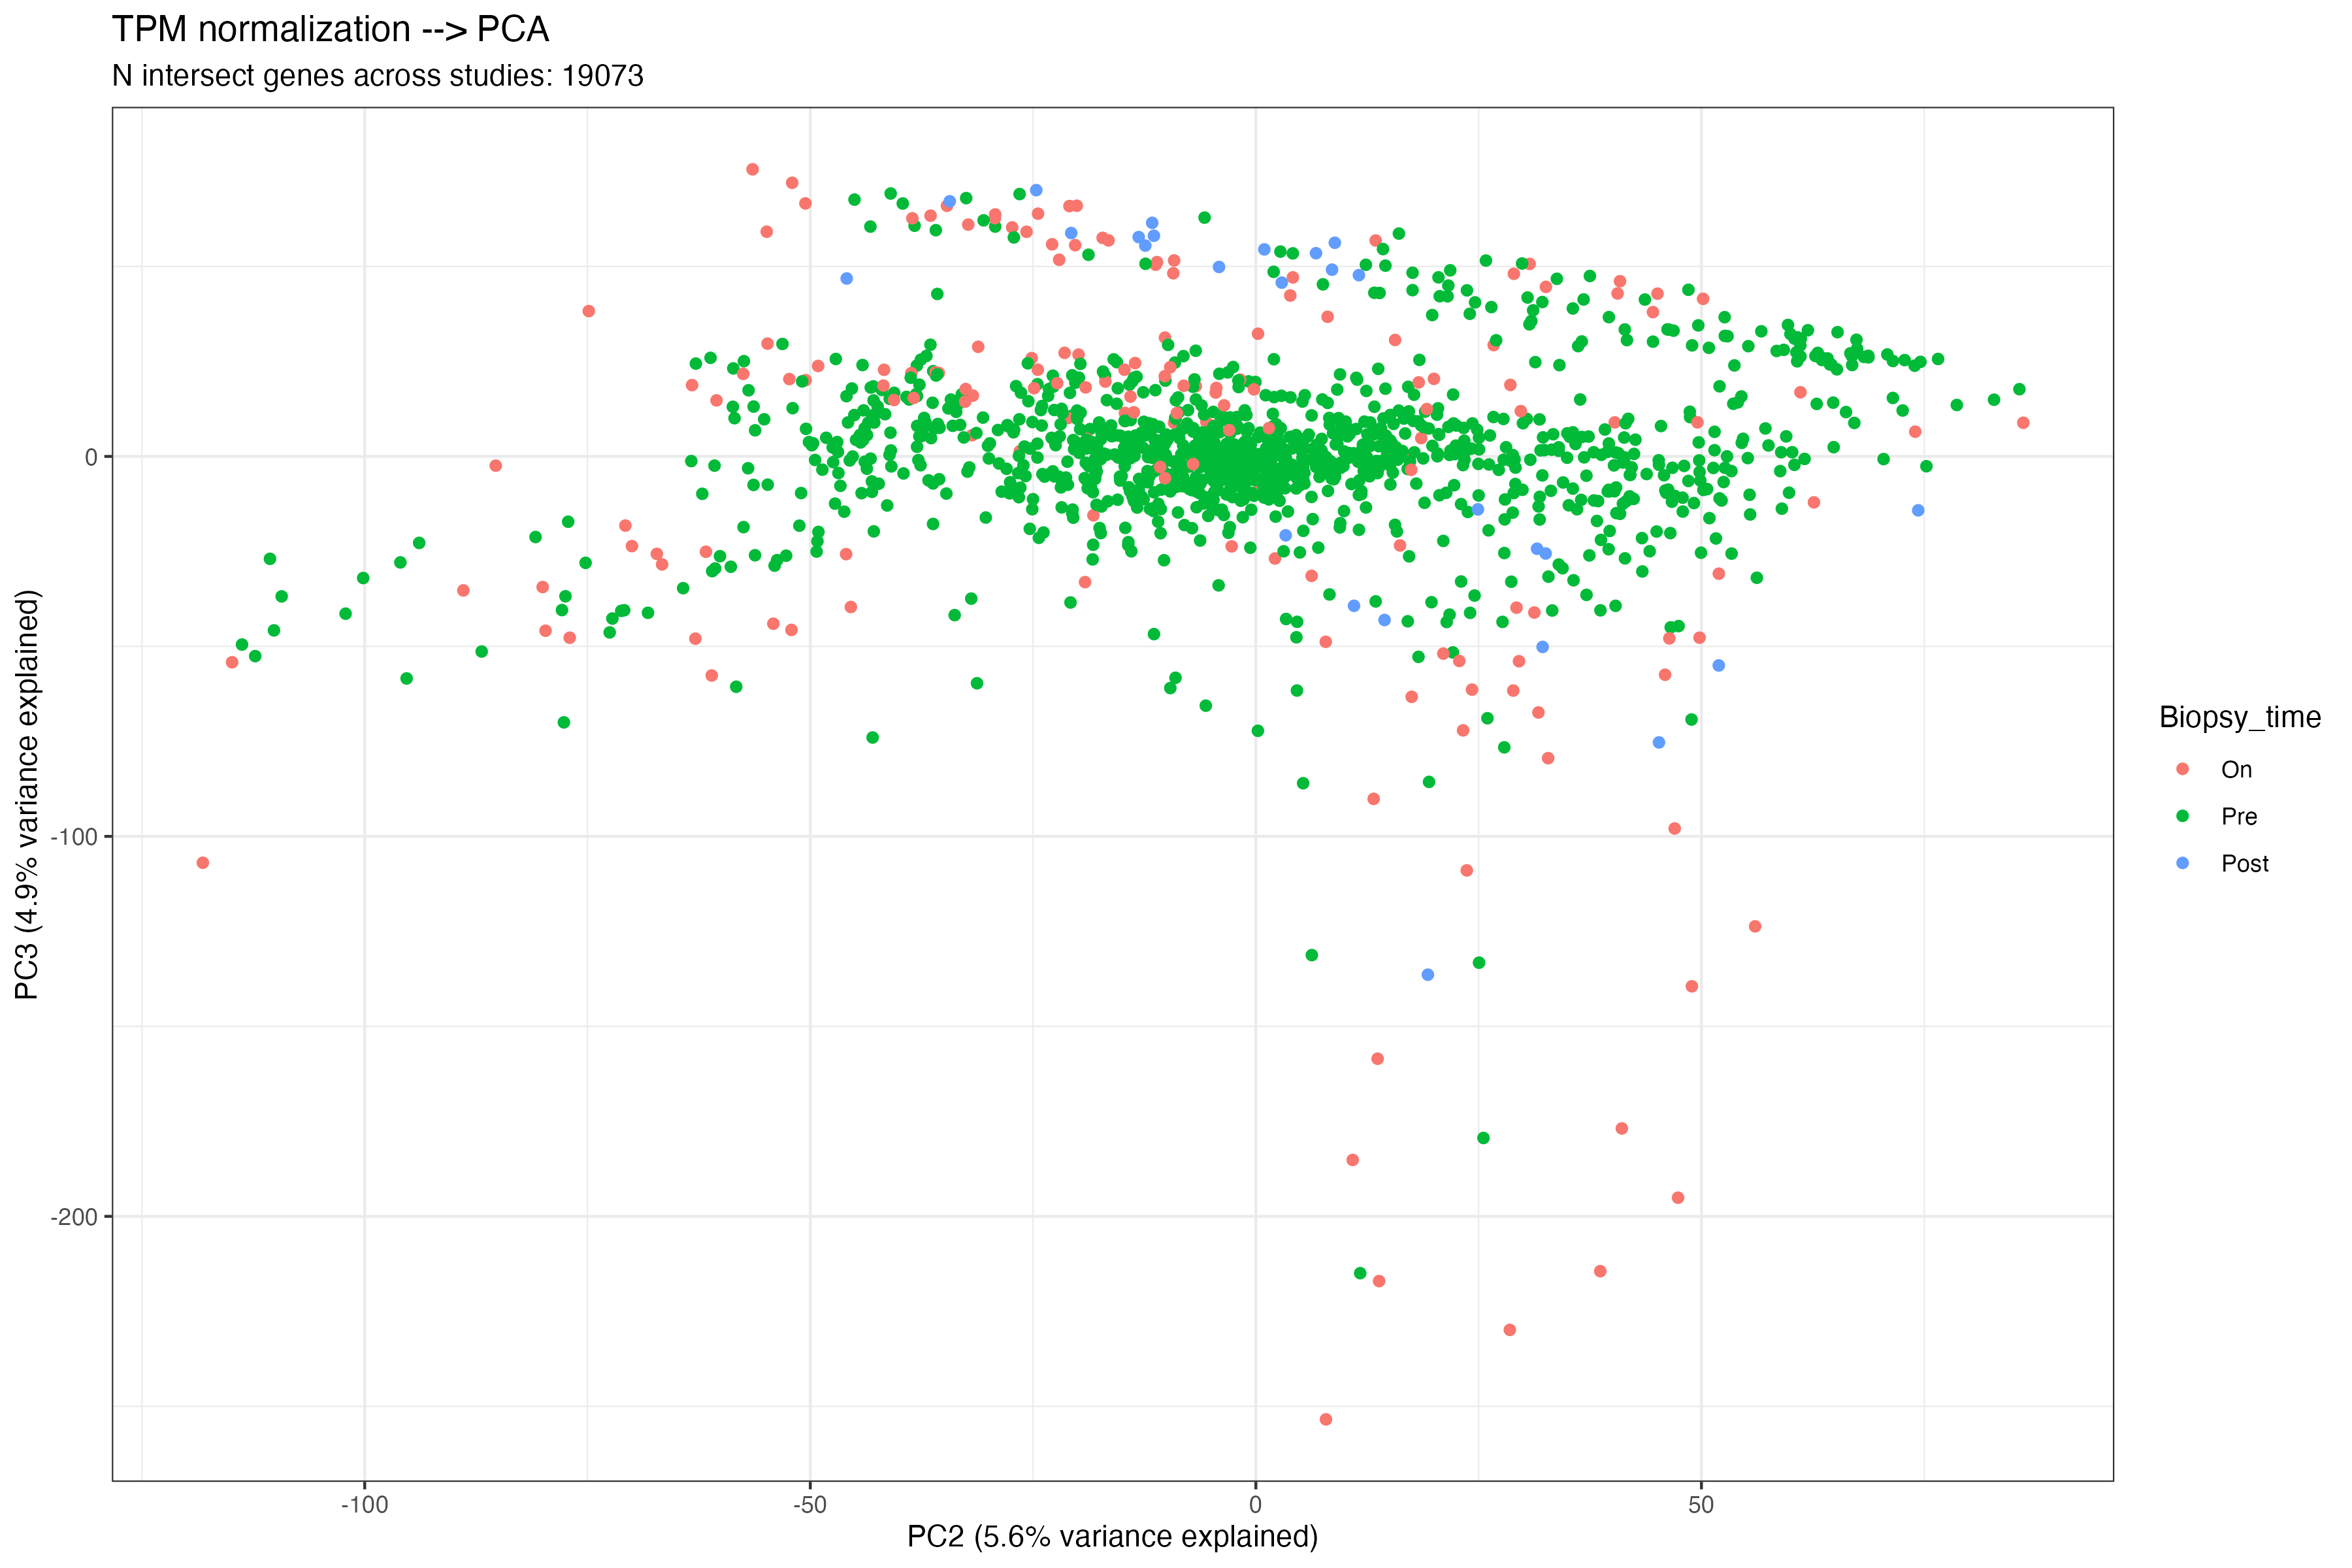 TPM normalization --> PCA
N intersect genes across studies: 19073
PC3 (4.9% variance explained)
0
-100
-200
-100
-50
0
50
PC2 (5.6% variance explained)
Biopsy_time
On
Pre
Post